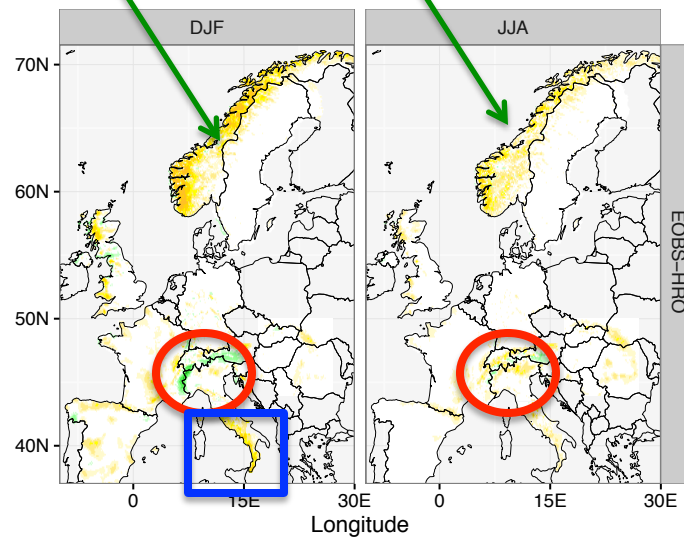 DJF
JJA
70N
60N
50N
40N
EOBS−HRO
0
15E
30E
0
15E
30E
Longitude